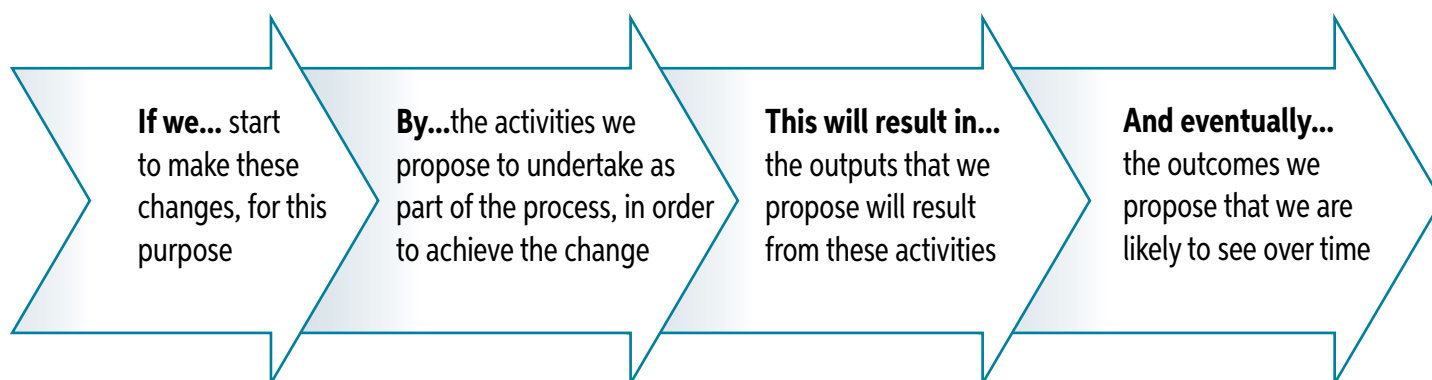 If we... start
to make these
changes, for this
purpose
By...the activities we
propose to undertake as
part of the process, in order
to achieve the change
This will result in...
the outputs that we
propose will result
from these activities
And eventually...
the outcomes we
propose that we are
likely to see over time